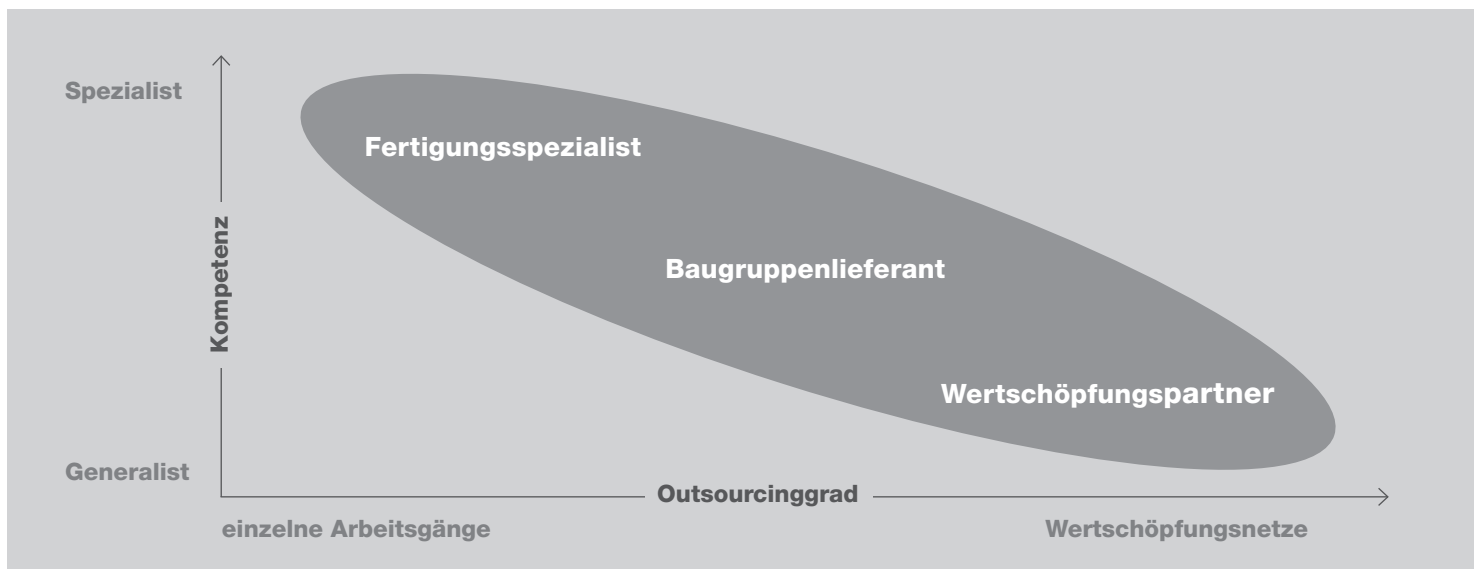 Spezialist
Fertigungsspezialist
Kompetenz
Baugruppenlieferant
Wertschöpfungspartner
Generalist
Outsourcinggrad
einzelne Arbeitsgänge
Wertschöpfungsnetze